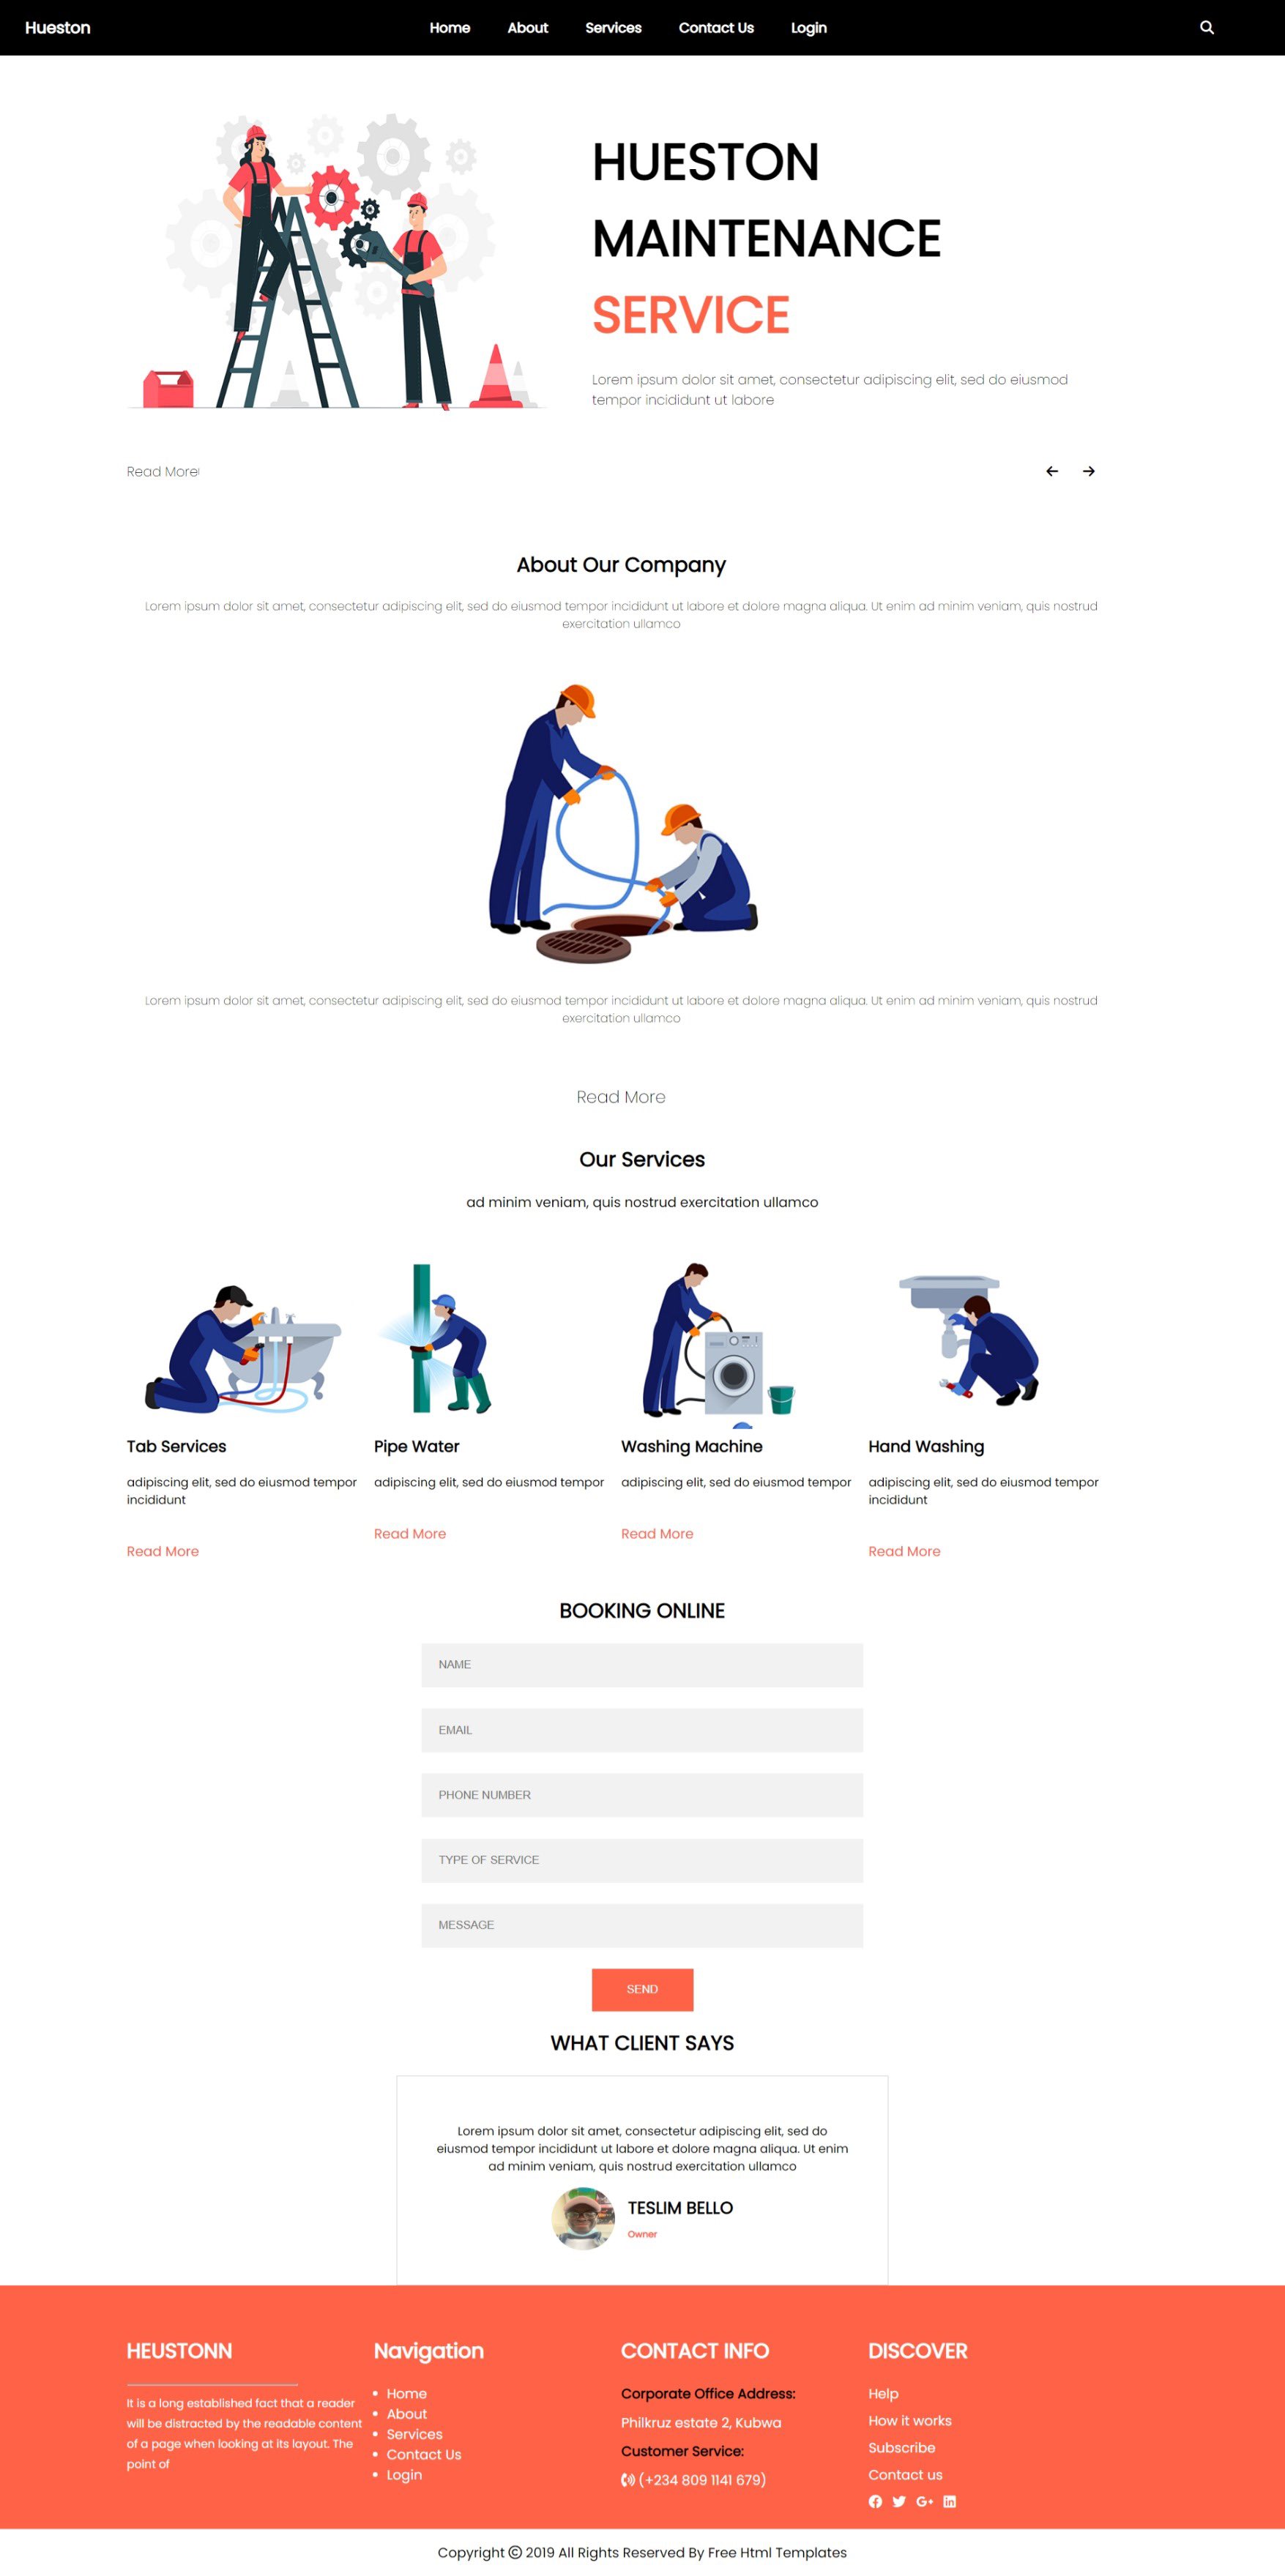 Hueston
Home About Services Contact Us Login
HUESTON
MAINTENANCE
SERVICE
Lorem ipsum dolor sit amet, consectetur adipiscing elit, sed do eiusmod
tempor incididunt ut labore
Read More
About Our Company
Lorem ipsum dolor sit amet, consectetur adipiscing elit, sed do eiusmod tempor incididunt ut labore et dolore magna aliqua. Ut enim ad minim veniam, quis nostrud
exercitation ullamco
Lorem ipsum dolor sit amet, consectetur adipiscing elit, sed do eiusmod tempor incididunt ut labore et dolore magna aliqua. Ut enim ad minim veniam, quis nostrud
exercitation ullamco
Read More
Our Services
ad minim veniam, quis nostrud exercitation ullamco
Tab Services
adipiscing elit, sed do eiusmod tempor
incididunt
Read More
Pipe Water
adipiscing elit, sed do eiusmod tempor
Read More
Washing Machine
adipiscing elit, sed do eiusmod tempor
Read More
Hand Washing
adipiscing elit, sed do eiusmod tempor
incididunt
Read More
BOOKING ONLINE
NAME
EMAIL
PHONE NUMBER
TYPE OF SERVICE
MESSAGE
SEND
WHAT CLIENT SAYS
Lorem ipsum dolor sit amet, consectetur adipiscing elit, sed do
eiusmod tempor incididunt ut labore et dolore magna aliqua. Ut enim
ad minim veniam, quis nostrud exercitation ullamco
TESLIM BELLO
Owner
HEUSTONN
It is a long established fact that a reader
will be distracted by the readable content
of a page when looking at its layout. The
point of
Navigation
Home
About
Services
Contact Us
Login
CONTACT INFO
Corporate Office Address:
Philkruz estate 2, Kubwa
Customer Service:
(+234 809 1141 679)
DISCOVER
Help
How it works
Subscribe
Contact us
Copyright © 2019 All Rights Reserved By Free Html Templates